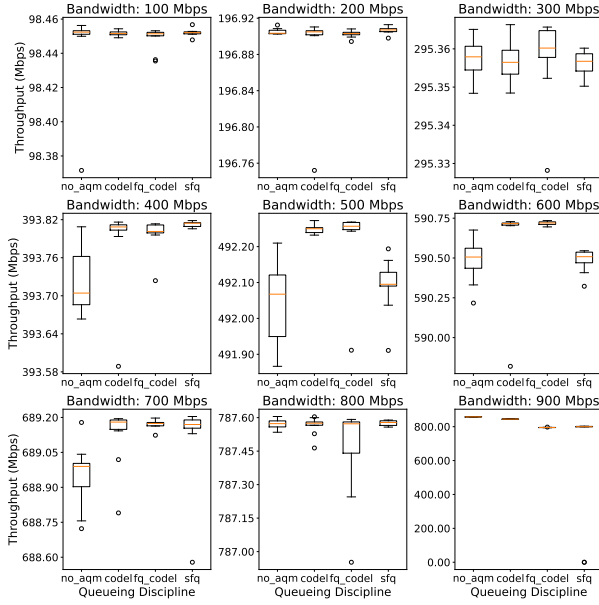 Bandwidth: 100 Mbps
Bandwidth: 200 Mbps
Bandwidth: 300 Mbps
Throughput (Mbps)
98.46
98.44
98.42
98.40
98.38
196.92
196.88
196.84
196.80
196.76
295.36
295.35
295.34
295.33
no_aqm codel fq_codel sfq
no_aqm codel fq_codel sfq
no_aqm codel fq_codel sfq
Bandwidth: 400 Mbps
Bandwidth: 500 Mbps
Bandwidth: 600 Mbps
Throughput (Mbps)
393.82
393.76
393.70
393.64
393.58
492.20
492.10
492.00
491.90
590.75
590.50
590.25
590.00
no_aqm codel fq_codel sfq
no_aqm codel fq_codel sfq
no_aqm codel fq_codel sfq
Bandwidth: 700 Mbps
Bandwidth: 800 Mbps
Bandwidth: 900 Mbps
Throughput (Mbps)
689.20
689.05
688.90
688.75
688.60
787.60
787.45
787.30
787.15
787.00
800.00
600.00
400.00
200.00
0.00
no_aqm codel fq_codel sfq
no_aqm codel fq_codel sfq
no_aqm codel fq_codel sfq
Queueing Discipline
Queueing Discipline
Queueing Discipline